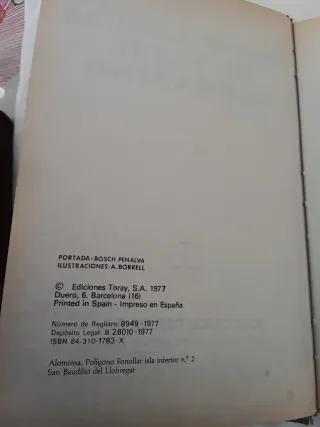 PORTADA: BOSCH PENALVA
ILUSTRACIONES: A. BORRELL
© Ediciones Toray, S.A. 1977
Duero, 6. Barcelona (16)
Printed in Spain - Impreso en España
Número de Registro: 8949 - 1977
Depósito Legal: B 28010 - 1977
ISBN 84-310-1783-X
Alominsa. Polígono Fonollar isla interior n.º 2
San Baudilio del Llobregat